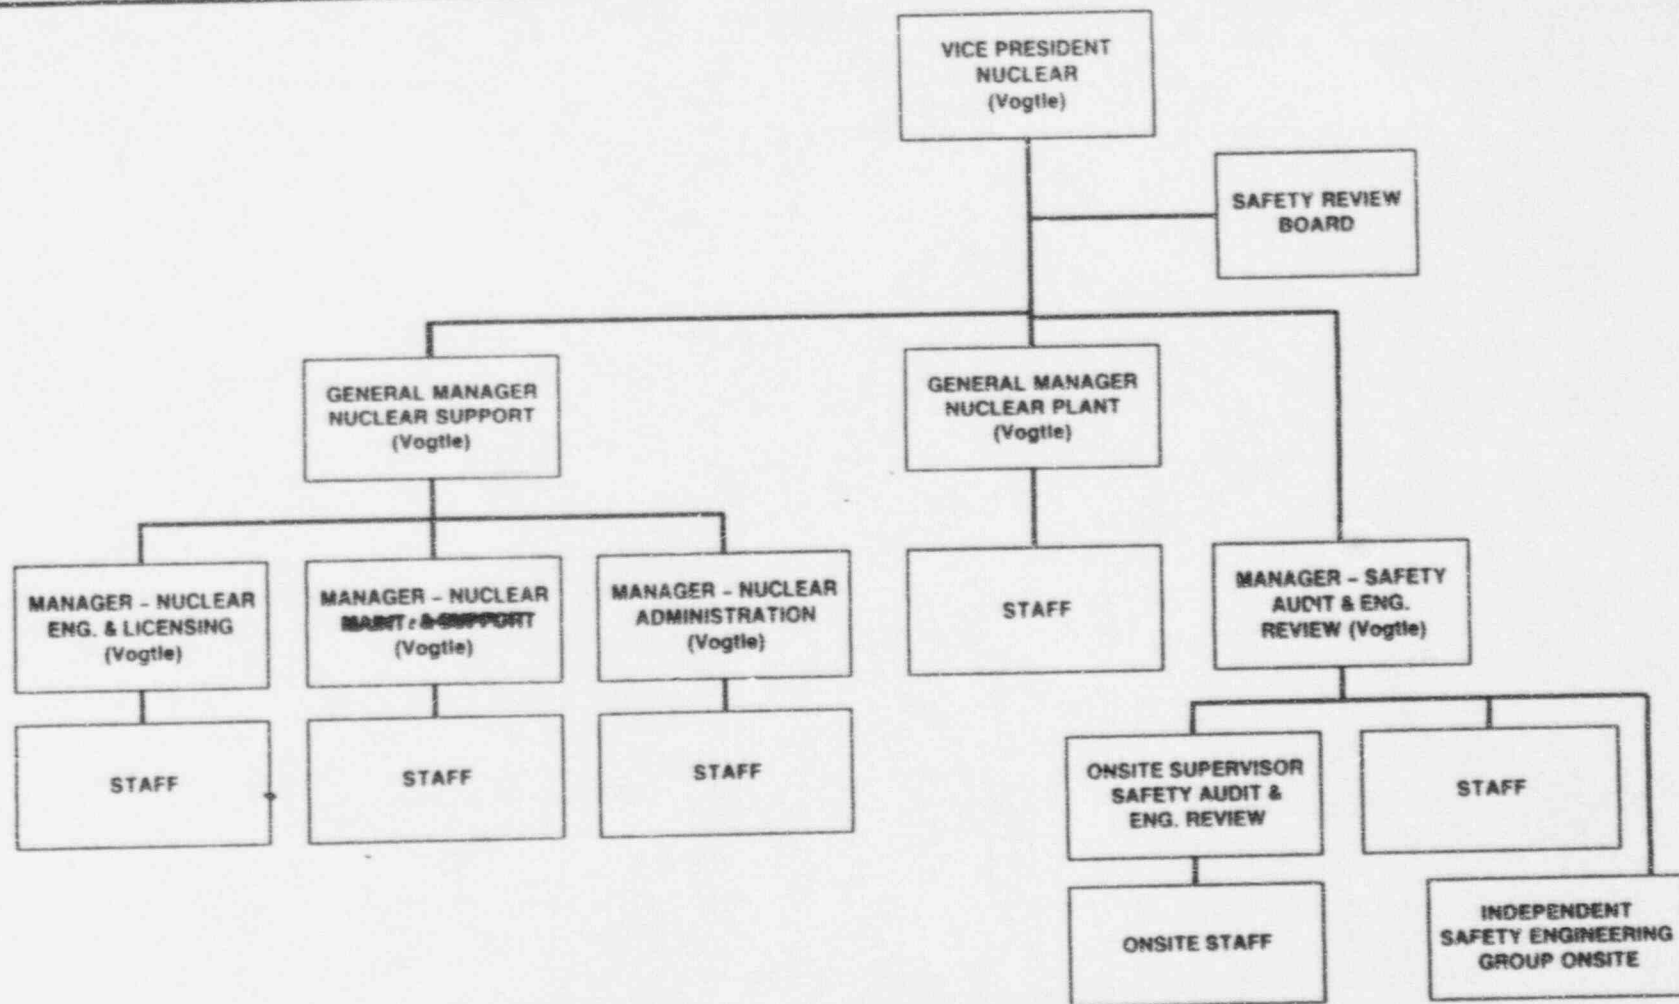 VICE PRESIDENT
NUCLEAR
(Vogtle)
SAFETY REVIEW
BOARD
GENERAL MANAGER
NUCLEAR SUPPORT
(Vogtle)
GENERAL MANAGER
NUCLEAR PLANT
(Vogtle)
MANAGER – NUCLEAR
ENG. & LICENSING
(Vogtle)
MANAGER – NUCLEAR
MAINT. & SUPPORT
(Vogtle)
MANAGER – NUCLEAR
ADMINISTRATION
(Vogtle)
STAFF
MANAGER – SAFETY
AUDIT & ENG.
REVIEW (Vogtle)
STAFF
STAFF
STAFF
ONSITE SUPERVISOR
SAFETY AUDIT &
ENG. REVIEW
STAFF
ONSITE STAFF
INDEPENDENT
SAFETY ENGINEERING
GROUP ONSITE